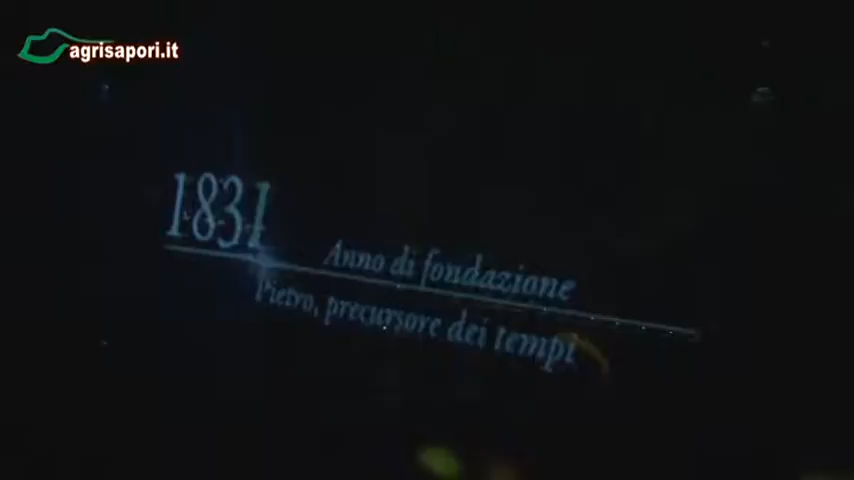 agrisapori.it
1831
Anno di fondazione
Pietro, precursore dei tempi